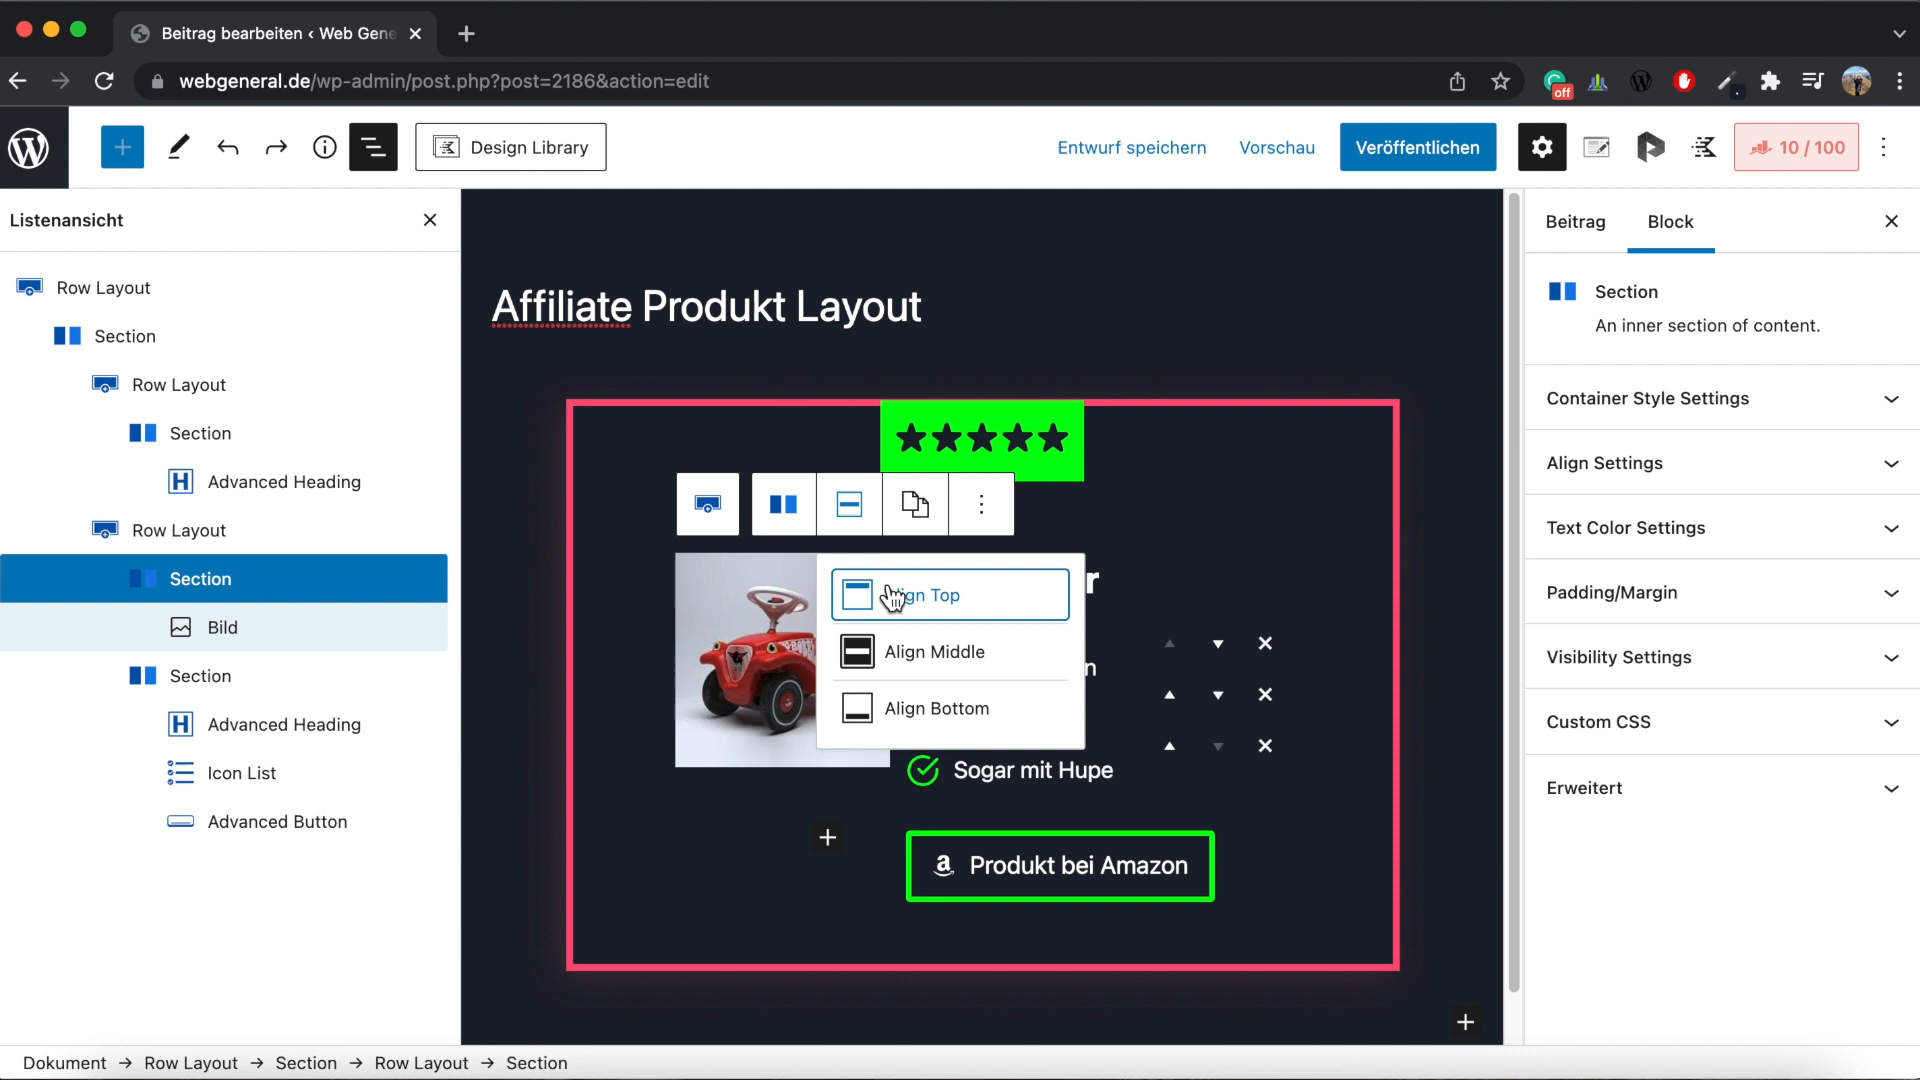 Beitrag bearbeiten ‹ Web Gene
webgeneral.de/wp-admin/post.php?post=2186&action=edit
off
Design Library
Entwurf speichern
Vorschau
Veröffentlichen
10 / 100
Listenansicht
Row Layout
Section
Row Layout
Section
Advanced Heading
Row Layout
Section
Bild
Section
Advanced Heading
Icon List
Advanced Button
Affiliate Produkt Layout
r
Align Top
Align Middle
n
Align Bottom
Sogar mit Hupe
Produkt bei Amazon
Beitrag
Block
Section
An inner section of content.
Container Style Settings
Align Settings
Text Color Settings
Padding/Margin
Visibility Settings
Custom CSS
Erweitert
Dokument → Row Layout → Section → Row Layout → Section